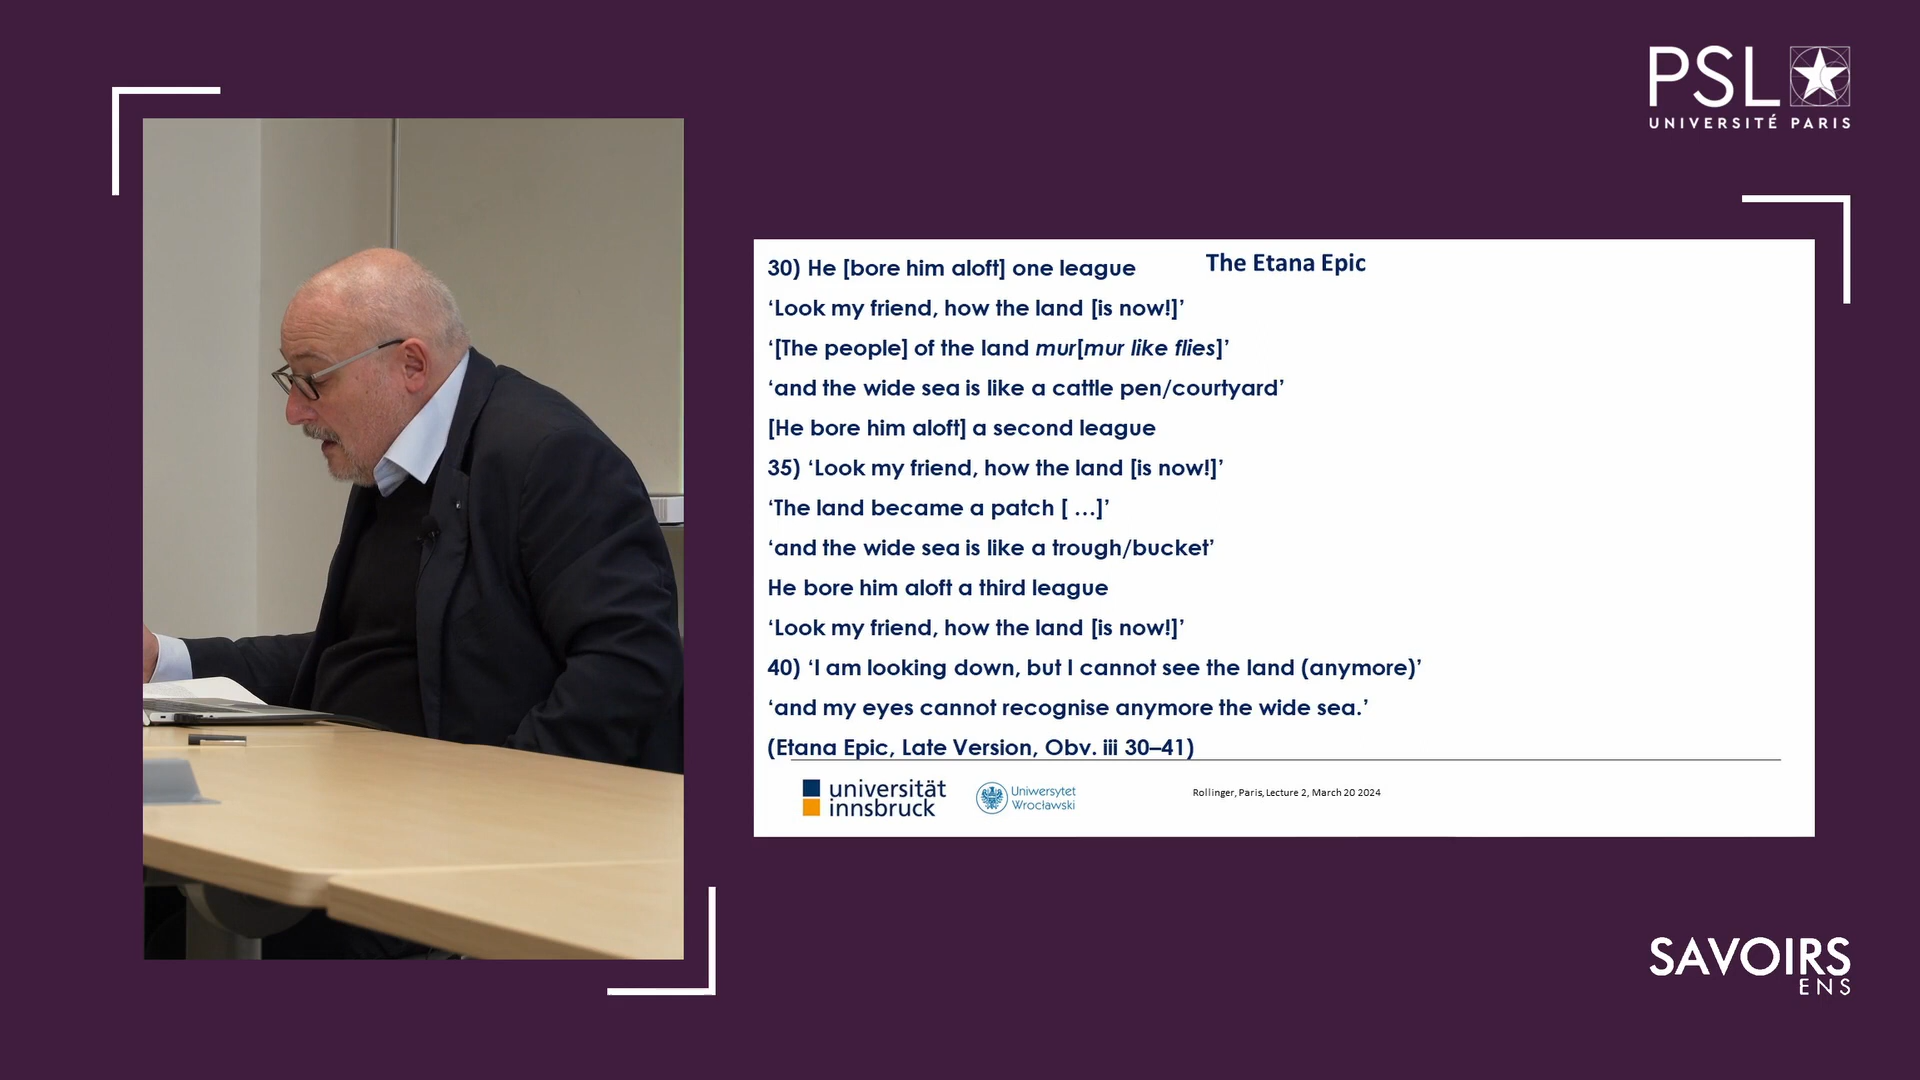 PSL
UNIVERSITÉ PARIS
The Etana Epic
30) He [bore him aloft] one league
‘Look my friend, how the land [is now!]’
‘[The people] of the land mur[mur like flies]’
‘and the wide sea is like a cattle pen/courtyard’
[He bore him aloft] a second league
35) ‘Look my friend, how the land [is now!]’
‘The land became a patch [ …]’
‘and the wide sea is like a trough/bucket’
He bore him aloft a third league
‘Look my friend, how the land [is now!]’
40) ‘I am looking down, but I cannot see the land (anymore)’
‘and my eyes cannot recognise anymore the wide sea.’
(Etana Epic, Late Version, Obv. iii 30–41)
universität
innsbruck
Uniwersytet
Wrocławski
Rollinger, Paris, Lecture 2, March 20 2024
SAVOIRS
ENS